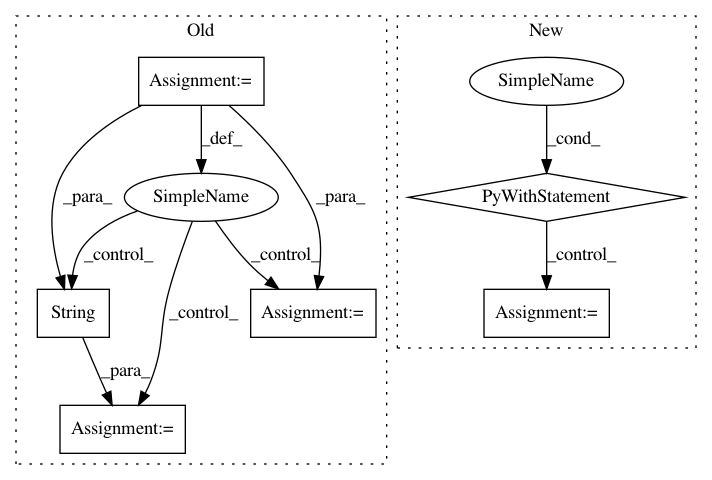 Old
New
Assignment:=
SimpleName
_def_
_cond_
_para_
_para_
SimpleName
PyWithStatement
_control_
_control_
_control_
_control_
String
Assignment:=
Assignment:=
_para_
Assignment:=